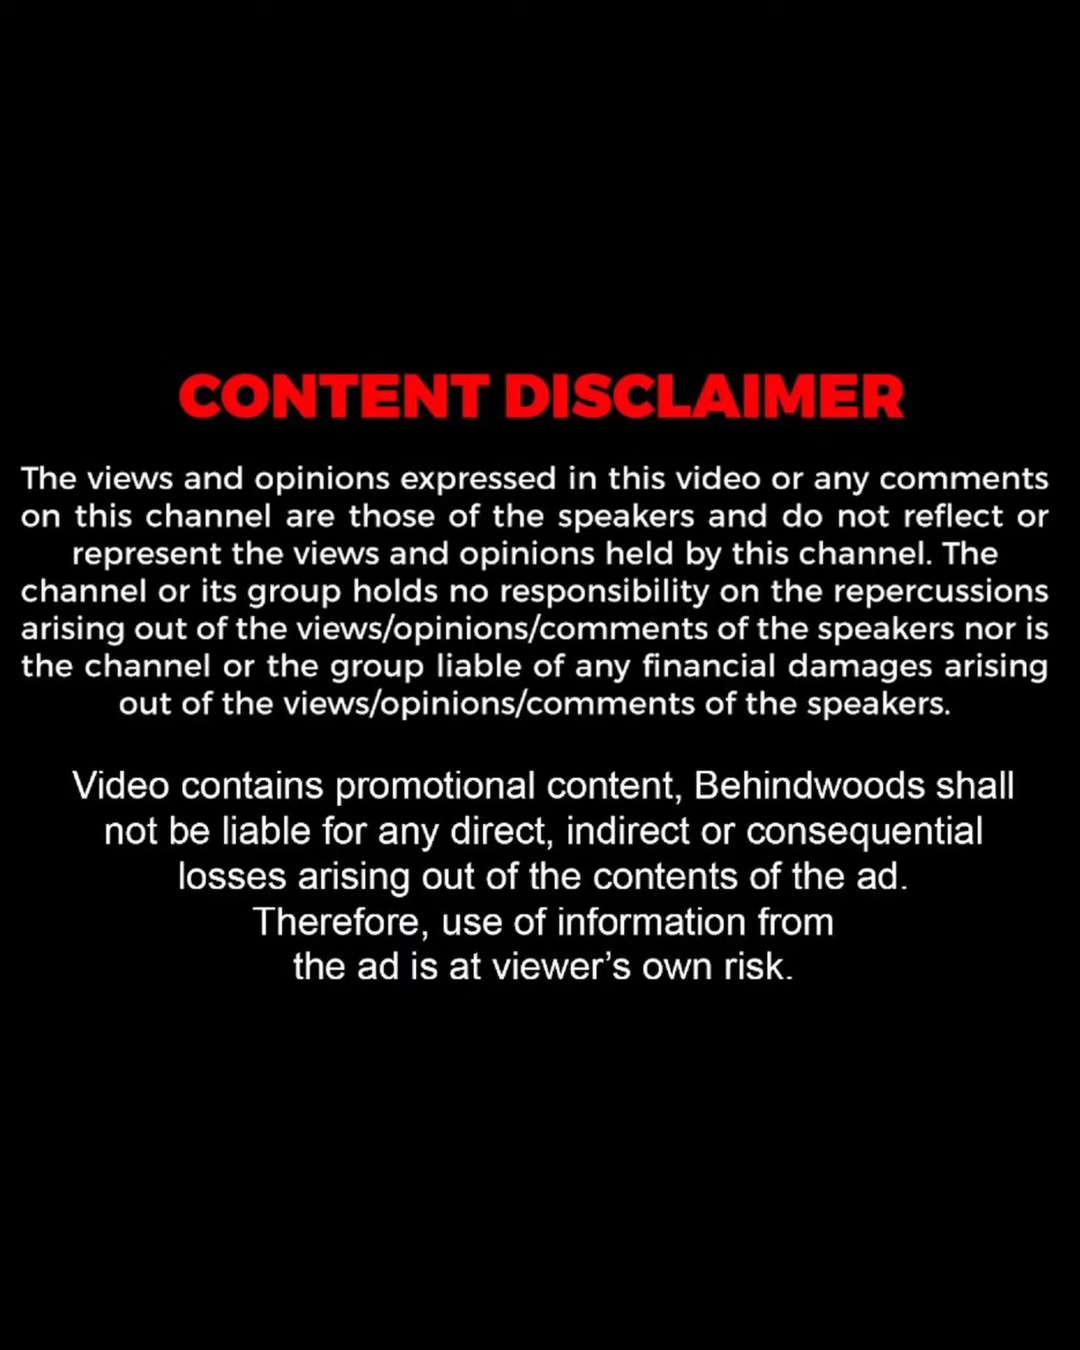 CONTENT DISCLAIMER
The views and opinions expressed in this video or any comments
on this channel are those of the speakers and do not reflect or
represent the views and opinions held by this channel. The
channel or its group holds no responsibility on the repercussions
arising out of the views/opinions/comments of the speakers nor is
the channel or the group liable of any financial damages arising
out of the views/opinions/comments of the speakers.
Video contains promotional content, Behindwoods shall
not be liable for any direct, indirect or consequential
losses arising out of the contents of the ad.
Therefore, use of information from
the ad is at viewer’s own risk.